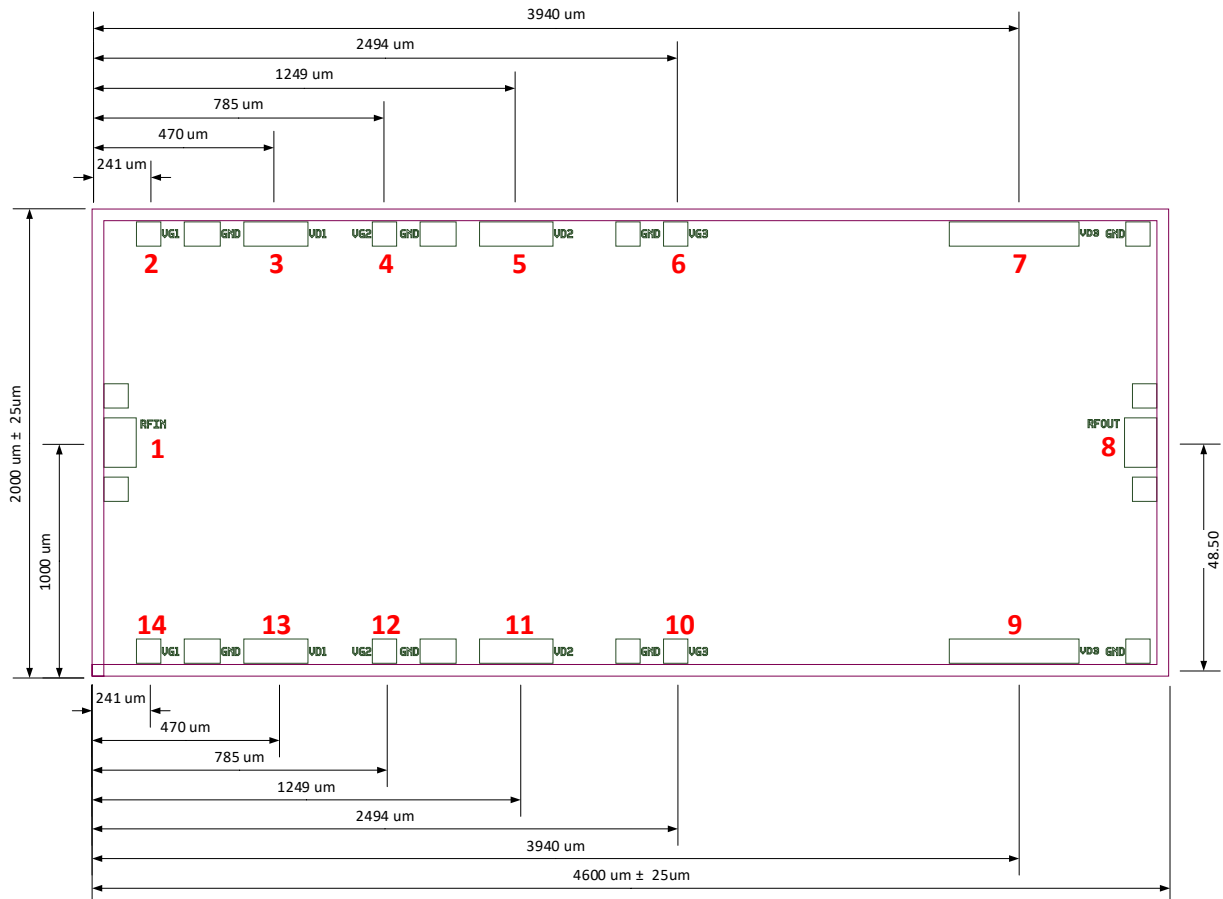 3940 um
2494 um
1249 um
785 um
470 um
241 um
VG1 GND VD1 VG2 GND VD2 GND VG3 VD3 GND
2 3 4 5 6 7
2000 um ± 25um
RFIN
1
RFOUT
8
1000 um
48.50
14 13 12 11 10 9
VG1 GND VD1 VG2 GND VD2 GND VG3 VD3 GND
241 um
470 um
785 um
1249 um
2494 um
3940 um
4600 um ± 25um